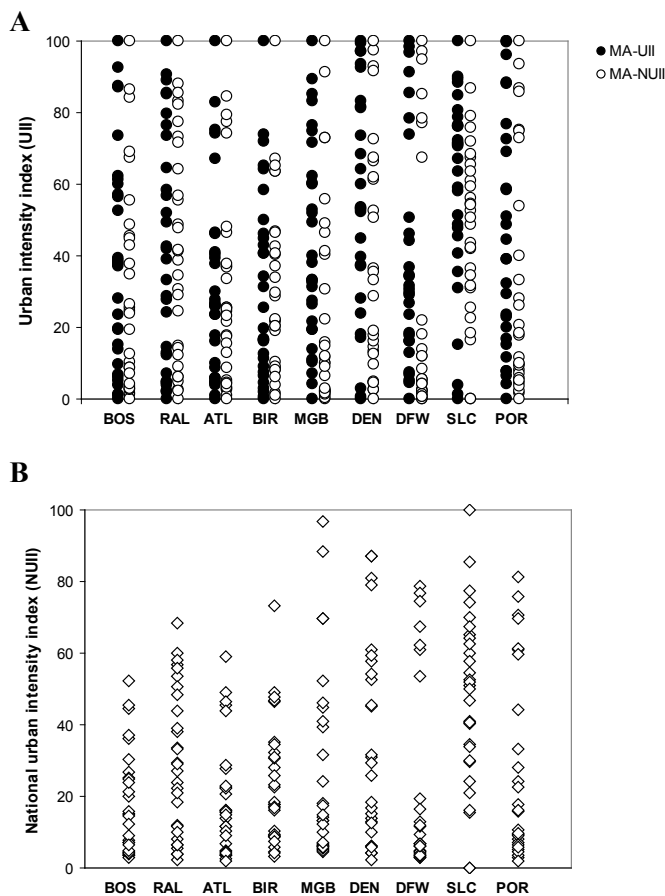 A
● MA-UII
○ MA-NUII
Urban intensity index (UII)
100
80
60
40
20
0
BOS RAL ATL BIR MGB DEN DFW SLC POR
B
National urban intensity index (NUII)
100
80
60
40
20
0
BOS RAL ATL BIR MGB DEN DFW SLC POR